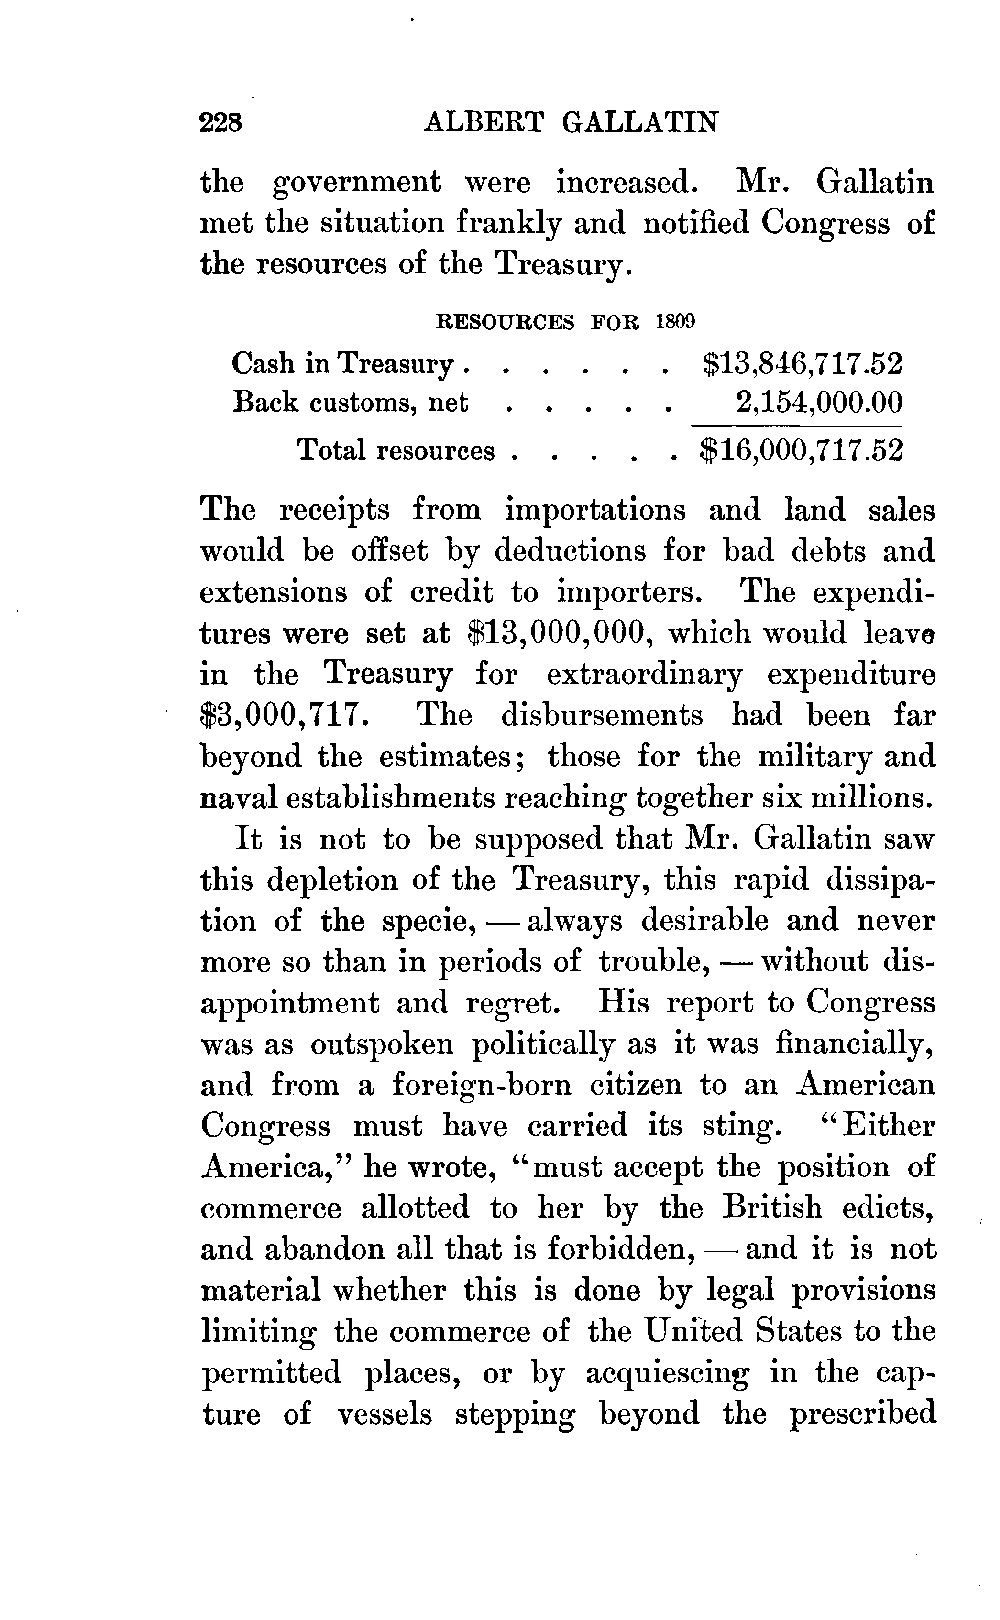 228 ALBERT GALLATIN
the government were increased. Mr. Gallatin
met the situation frankly and notified Congress of
the resources of the Treasury.
RESOURCES FOR 1809
Cash in Treasury . . . . . . $13,846,717.52
Back customs, net . . . . . 2,154,000.00
Total resources . . . . . $16,000,717.52
The receipts from importations and land sales
would be offset by deductions for bad debts and
extensions of credit to importers. The expendi-
tures were set at $13,000,000, which would leave
in the Treasury for extraordinary expenditure
$3,000,717. The disbursements had been far
beyond the estimates; those for the military and
naval establishments reaching together six millions.
It is not to be supposed that Mr. Gallatin saw
this depletion of the Treasury, this rapid dissipa-
tion of the specie, — always desirable and never
more so than in periods of trouble, — without dis-
appointment and regret. His report to Congress
was as outspoken politically as it was financially,
and from a foreign-born citizen to an American
Congress must have carried its sting. "Either
America," he wrote, "must accept the position of
commerce allotted to her by the British edicts,
and abandon all that is forbidden, — and it is not
material whether this is done by legal provisions
limiting the commerce of the United States to the
permitted places, or by acquiescing in the cap-
ture of vessels stepping beyond the prescribed